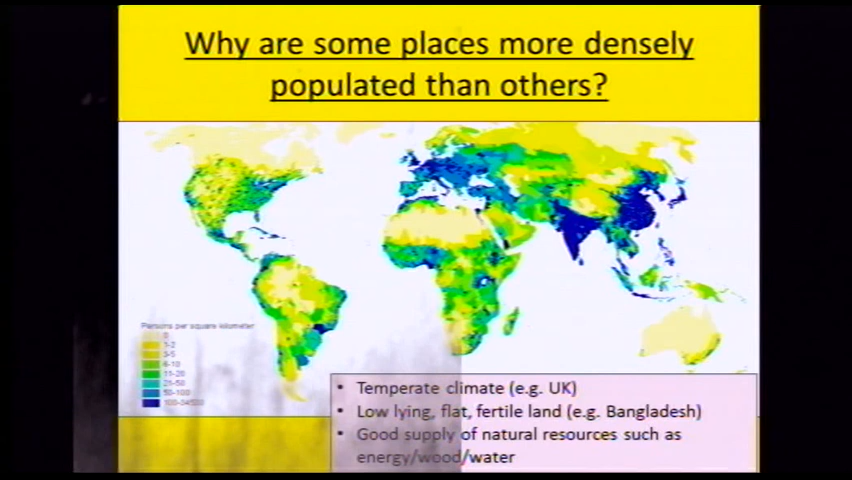 Why are some places more densely
populated than others?
Persons per square kilometer
0
1-2
3-5
6-10
11-20
21-50
50-100
• Temperate climate (e.g. UK)
• Low lying, flat, fertile land (e.g. Bangladesh)
• Good supply of natural resources such as
energy/wood/water